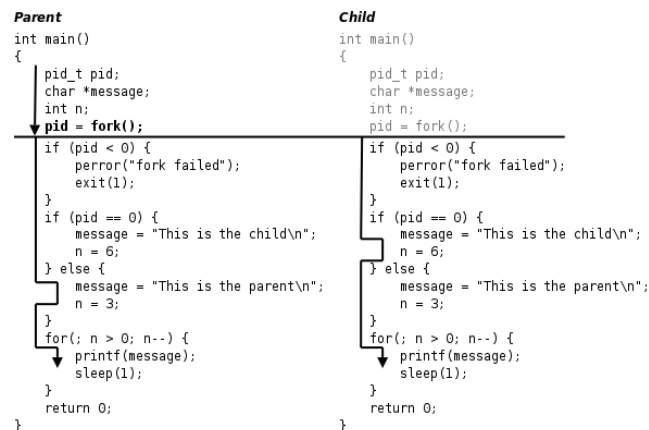 Parent
int main()
{
pid_t pid;
char *message;
int n;
pid = fork();
if (pid < 0) {
perror("fork failed");
exit(1);
}
if (pid == 0) {
message = "This is the child\n";
n = 6;
} else {
message = "This is the parent\n";
n = 3;
}
for(; n > 0; n--) {
printf(message);
sleep(1);
}
return 0;
}
Child
int main()
{
pid_t pid;
char *message;
int n;
pid = fork();
if (pid < 0) {
perror("fork failed");
exit(1);
}
if (pid == 0) {
message = "This is the child\n";
n = 6;
} else {
message = "This is the parent\n";
n = 3;
}
for(; n > 0; n--) {
printf(message);
sleep(1);
}
return 0;
}